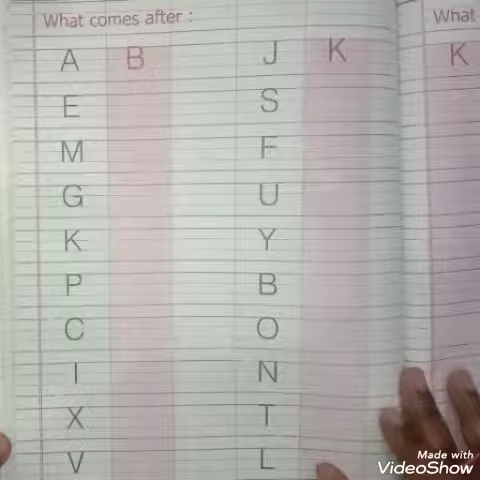 What comes after :
What
A B J K
K
E S
M F
G U
K Y
P B
C O
I N
X T
V L
Made with
VideoShow